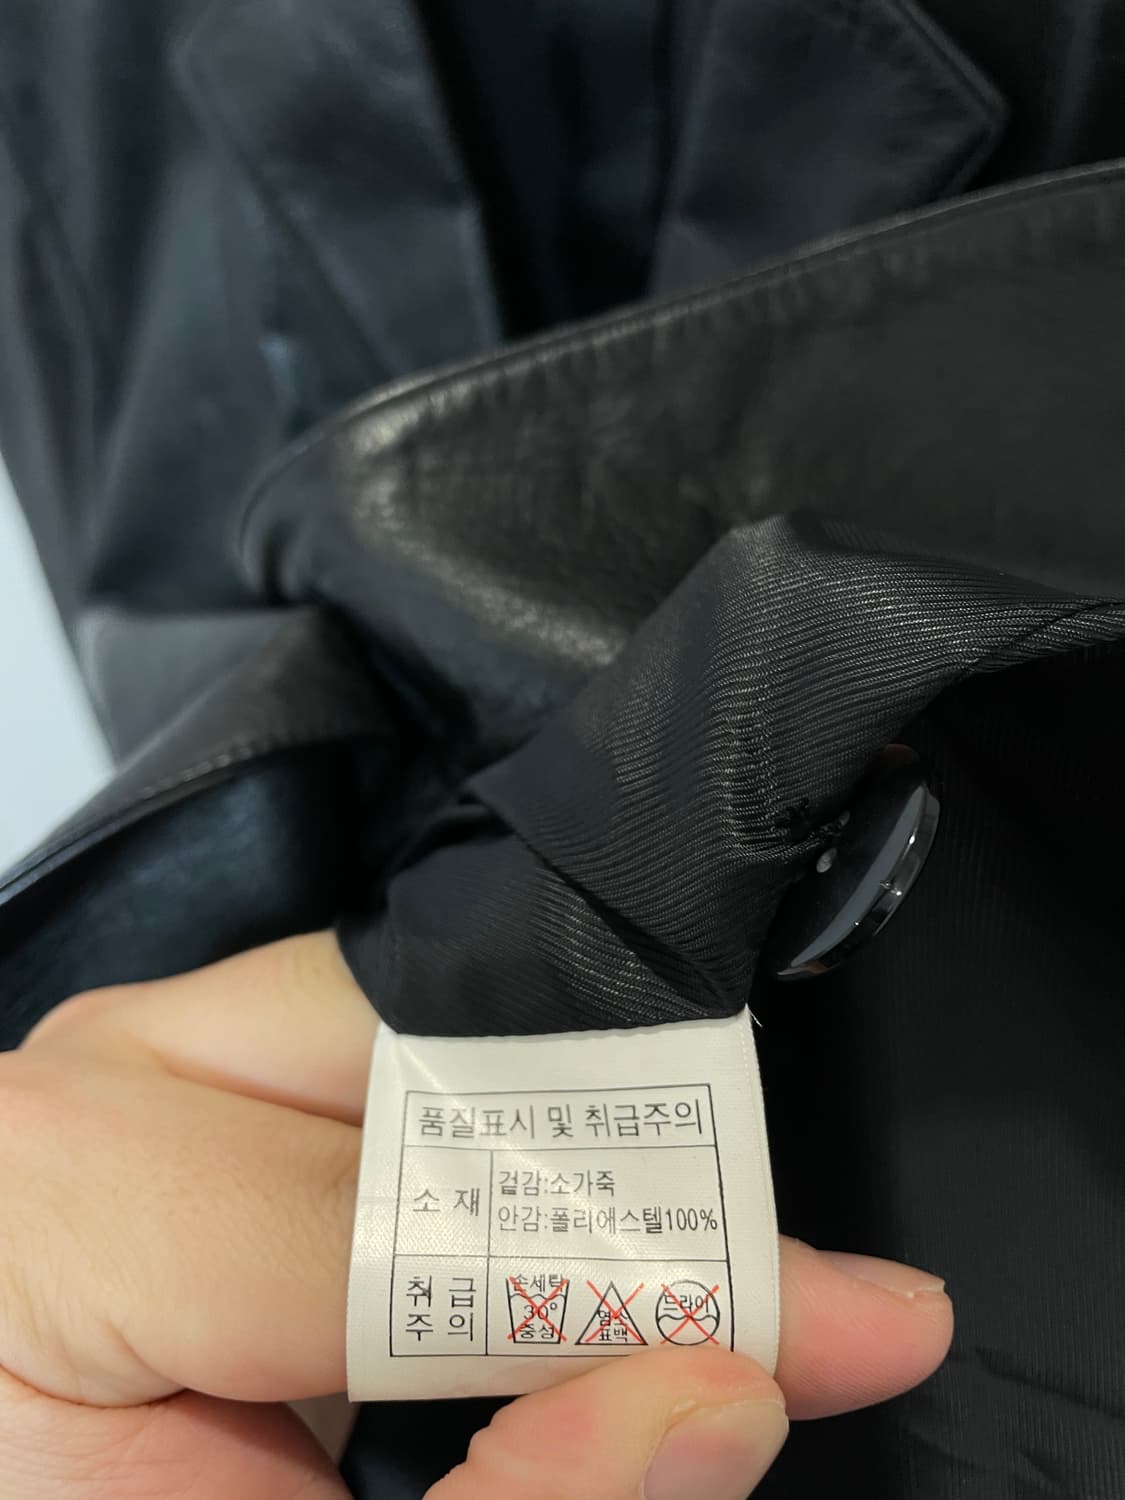 품질표시 및 취급주의
소 재
겉감:소가죽
안감:폴리에스텔100%
취 급
주 의
손세탁
30°
중성
염소
표백
드라이